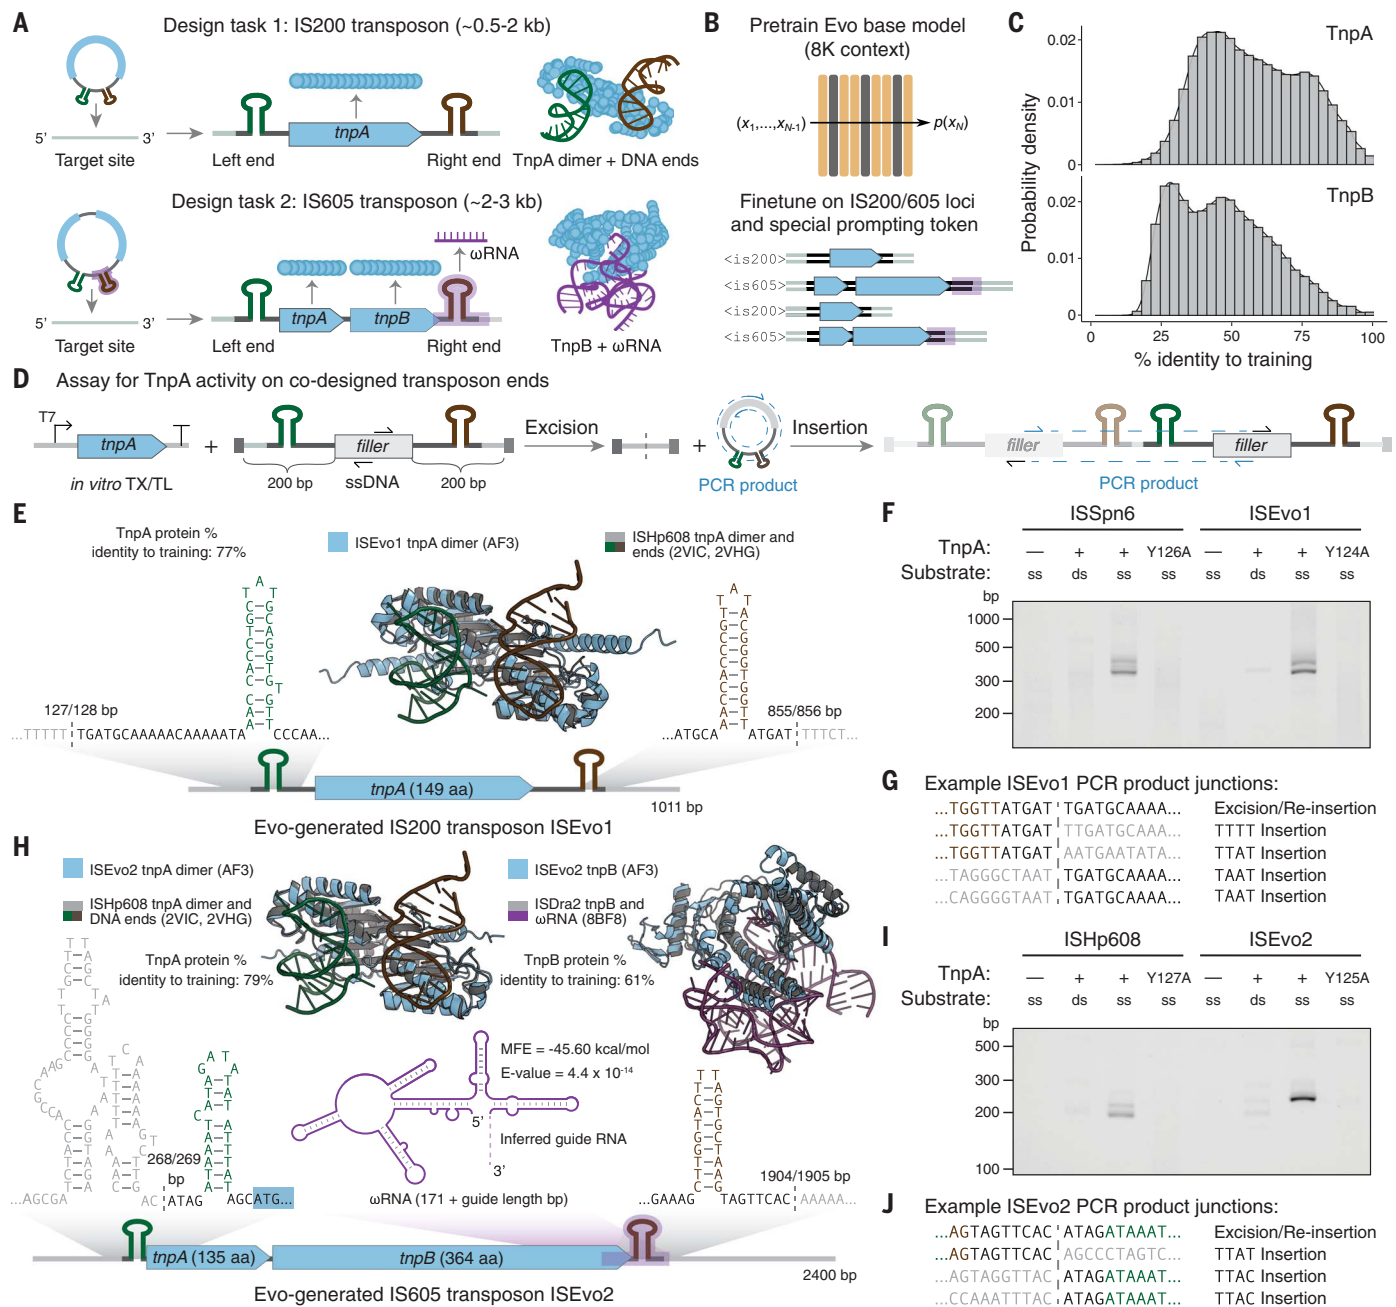 A
Design task 1: IS200 transposon (~0.5-2 kb)
5'
3'
Target site
tnpA
Left end
Right end
TnpA dimer + DNA ends
Design task 2: IS605 transposon (~2-3 kb)
ωRNA
5'
3'
Target site
tnpA
tnpB
Left end
Right end
TnpB + ωRNA
B
Pretrain Evo base model
(8K context)
(x1,...,xN-1)
p(xN)
Finetune on IS200/605 loci
and special prompting token
<is200>
<is605>
<is200>
<is605>
C
TnpA
0.02
0.01
0
TnpB
0.02
0.01
0
Probability density
0 25 50 75 100
% identity to training
D
Assay for TnpA activity on co-designed transposon ends
T7
tnpA
in vitro TX/TL
+
filler
200 bp
ssDNA
200 bp
Excision
+
PCR product
Insertion
filler
filler
PCR product
E
TnpA protein %
identity to training: 77%
ISEvo1 tnpA dimer (AF3)
ISHp608 tnpA dimer and
ends (2VIC, 2VHG)
127/128 bp
...TTTTT TGATGCAAAAACAAAAATA
CCCAA...
855/856 bp
...ATGCA
ATGAT TTTCT...
tnpA (149 aa)
1011 bp
Evo-generated IS200 transposon ISEvo1
F
ISSpn6
ISEvo1
TnpA: — + + Y126A — + + Y124A
Substrate: ss ds ss ss ss ds ss ss
bp
1000
500
300
200
G
Example ISEvo1 PCR product junctions:
...TGGTTATGAT TGATGCAAAA... Excision/Re-insertion
...TGGTTATGAT TTGATGCAAA... TTTT Insertion
...TGGTTATGAT AATGAATATA... TTAT Insertion
...TAGGGCTAAT TGATGCAAAA... TAAT Insertion
...CAGGGGTAAT TGATGCAAAA... TAAT Insertion
H
ISEvo2 tnpA dimer (AF3)
ISHp608 tnpA dimer and
DNA ends (2VIC, 2VHG)
TnpA protein %
identity to training: 79%
ISEvo2 tnpB (AF3)
ISDra2 tnpB and
ωRNA (8BF8)
TnpB protein %
identity to training: 61%
MFE = -45.60 kcal/mol
E-value = 4.4 x 10-14
5'
Inferred guide RNA
3'
ωRNA (171 + guide length bp)
268/269
bp
...AGCGA
AC ATAG
AGCATG...
1904/1905 bp
...GAAAG
TAGTTCAC AAAAA...
tnpA (135 aa)
tnpB (364 aa)
2400 bp
Evo-generated IS605 transposon ISEvo2
I
ISHp608
ISEvo2
TnpA: — + + Y127A — + + Y125A
Substrate: ss ds ss ss ss ds ss ss
bp
500
300
200
100
J
Example ISEvo2 PCR product junctions:
...AGTAGTTCAC ATAGATAAAT... Excision/Re-insertion
...AGTAGTTCAC AGCCCTAGTC... TTAT Insertion
...AGTAGGTTAC ATAGATAAAT... TTAC Insertion
...CCAAATTTAC ATAGATAAAT... TTAC Insertion